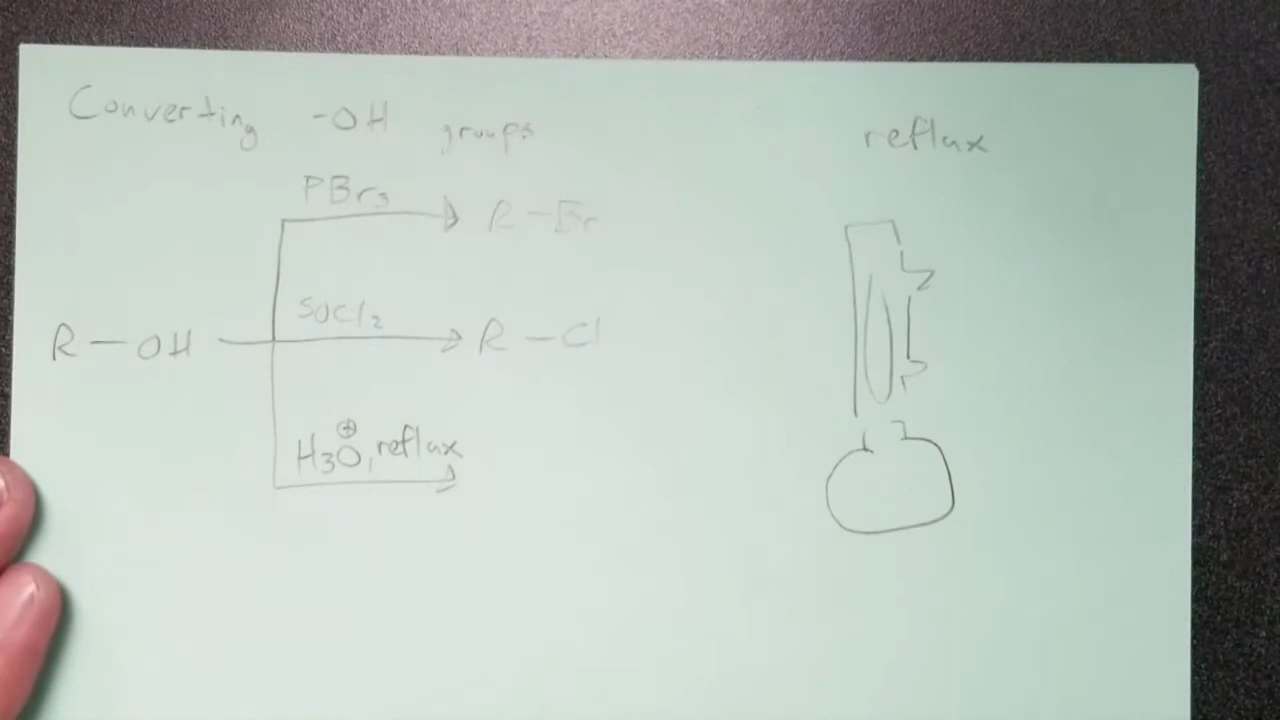 Converting -OH groups
reflux
PBr₃
R-Br
SOCl₂
R-OH
R-Cl
H₃O⊕, reflux